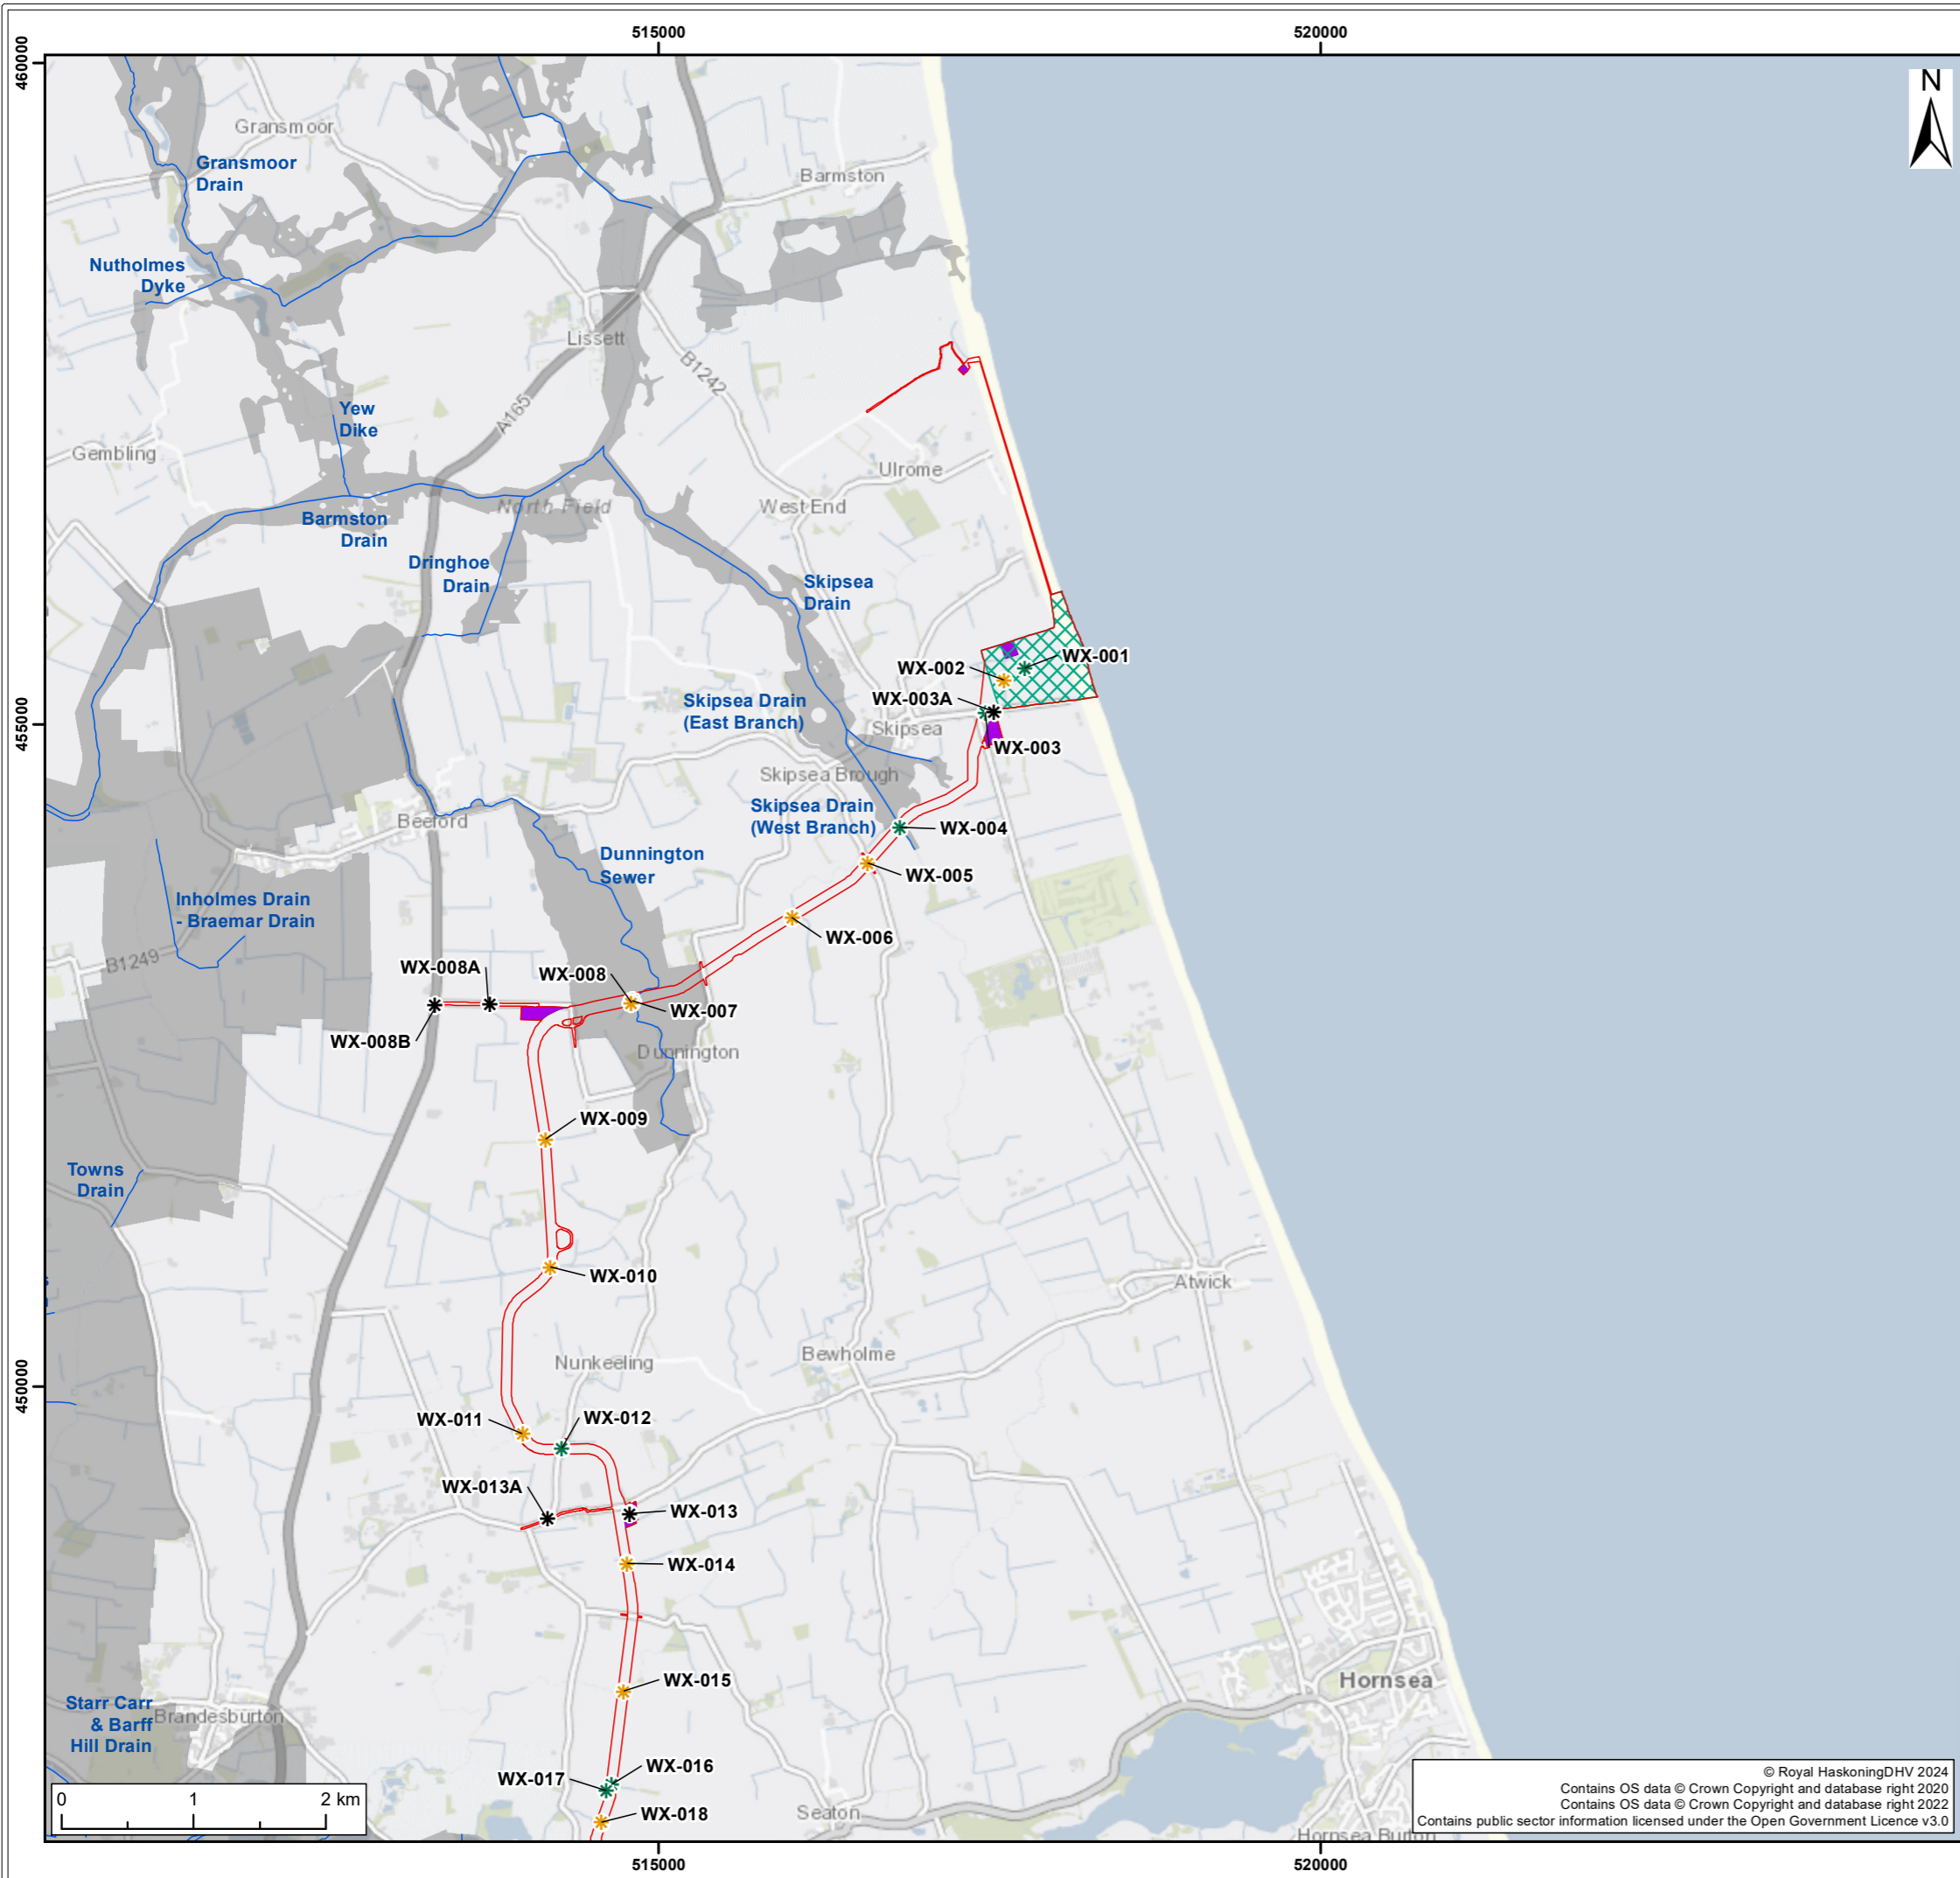 515000
520000
460000
N
Gransmoor
Gransmoor
Drain
Barmston
Nutholmes
Dyke
Lissett
B1242
A165
Yew
Dike
Gembling
Ulrome
West End
North Field
Barmston
Drain
Dringhoe
Drain
Skipsea
Drain
WX-001
WX-002
WX-003A
Skipsea Drain
(East Branch)
455000
Skipsea
WX-003
Skipsea Brough
Skipsea Drain
(West Branch)
WX-004
Beeford
Dunnington
Sewer
WX-005
Inholmes Drain
- Braemar Drain
WX-006
B1249
WX-008A
WX-008
WX-007
WX-008B
Dunnington
WX-009
Towns
Drain
WX-010
Atwick
Nunkeeling
Bewholme
450000
WX-011
WX-012
WX-013A
WX-013
WX-014
WX-015
Hornsea
Starr Carr
& Barff
Hill Drain
Brandesburton
WX-016
WX-017
WX-018
Seaton
Hornsea Burton
0 1 2 km
© Royal HaskoningDHV 2024
Contains OS data © Crown Copyright and database right 2020
Contains OS data © Crown Copyright and database right 2022
Contains public sector information licensed under the Open Government Licence v3.0
515000
520000